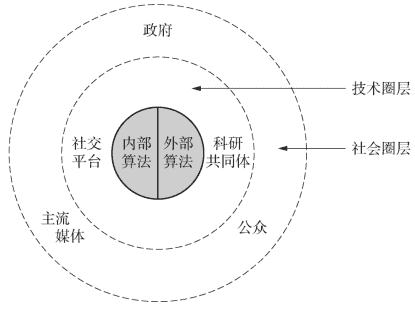 政府
技术圈层
社交
平台
内部
算法
外部
算法
科研
共同体
社会圈层
主流
媒体
公众